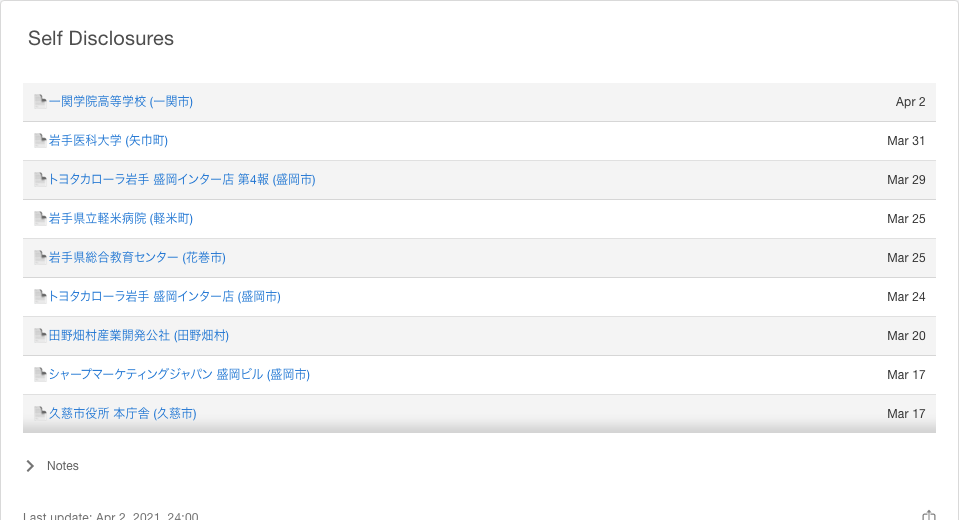 Self Disclosures
一関学院高等学校 (一関市) Apr 2
岩手医科大学 (矢巾町) Mar 31
トヨタカローラ岩手 盛岡インター店 第4報 (盛岡市) Mar 29
岩手県立軽米病院 (軽米町) Mar 25
岩手県総合教育センター (花巻市) Mar 25
トヨタカローラ岩手 盛岡インター店 (盛岡市) Mar 24
田野畑村産業開発公社 (田野畑村) Mar 20
シャープマーケティングジャパン 盛岡ビル (盛岡市) Mar 17
久慈市役所 本庁舎 (久慈市) Mar 17
Notes
Last update: Apr 2, 2021, 24:00